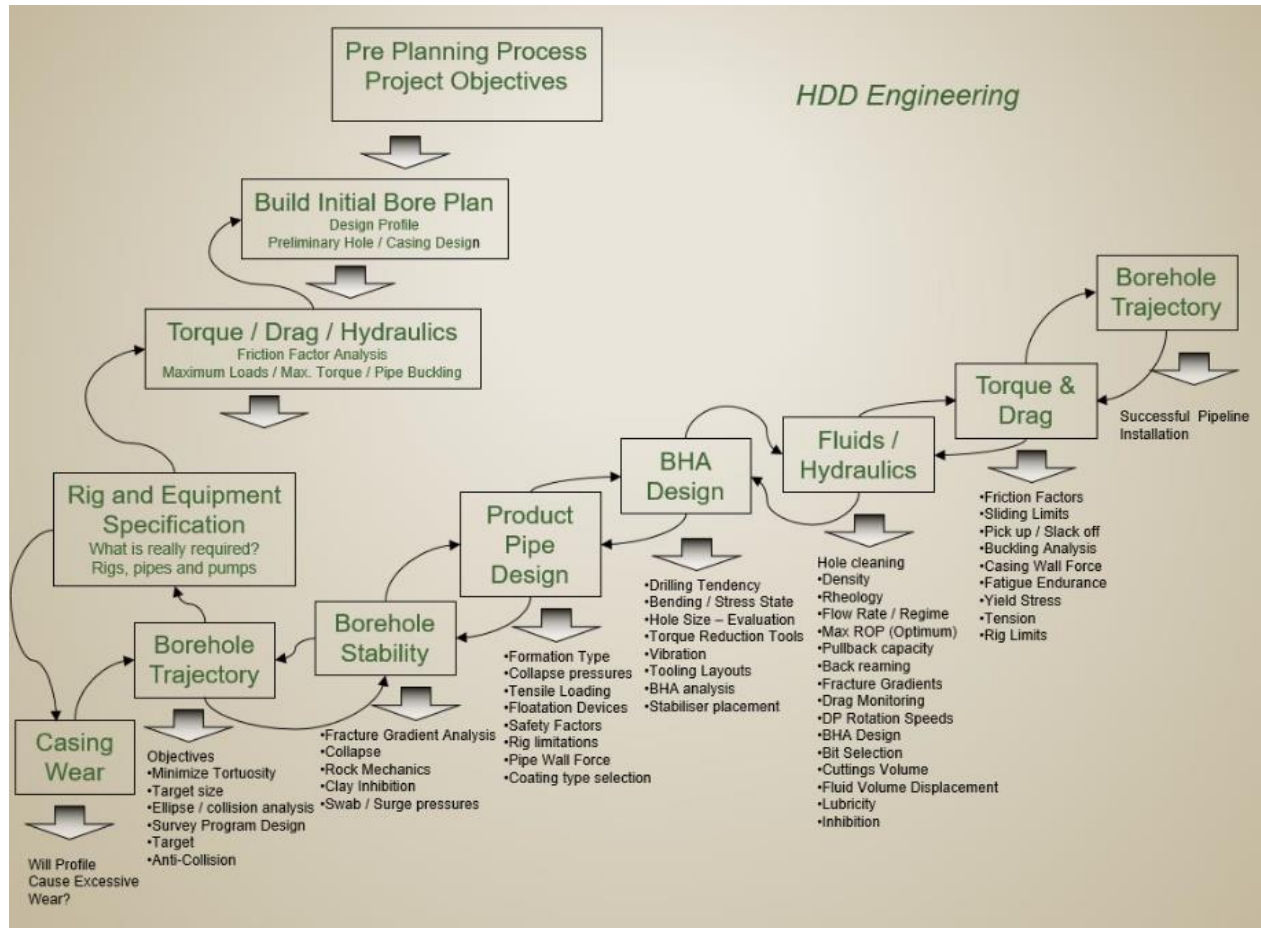 Pre Planning Process
Project Objectives
HDD Engineering
Build Initial Bore Plan
Design Profile
Preliminary Hole / Casing Design
Torque / Drag / Hydraulics
Friction Factor Analysis
Maximum Loads / Max. Torque / Pipe Buckling
Rig and Equipment
Specification
What is really required?
Rigs, pipes and pumps
Casing
Wear
Will Profile
Cause Excessive
Wear?
Borehole
Trajectory
Objectives
•Minimize Tortuosity
•Target size
•Ellipse / collision analysis
•Survey Program Design
•Target
•Anti-Collision
Borehole
Stability
•Fracture Gradient Analysis
•Collapse
•Rock Mechanics
•Clay Inhibition
•Swab / Surge pressures
Product
Pipe
Design
•Formation Type
•Collapse pressures
•Tensile Loading
•Floatation Devices
•Safety Factors
•Rig limitations
•Pipe Wall Force
•Coating type selection
BHA
Design
•Drilling Tendency
•Bending / Stress State
•Hole Size – Evaluation
•Torque Reduction Tools
•Vibration
•Tooling Layouts
•BHA analysis
•Stabiliser placement
Fluids /
Hydraulics
Hole cleaning
•Density
•Rheology
•Flow Rate / Regime
•Max ROP (Optimum)
•Pullback capacity
•Back reaming
•Fracture Gradients
•Drag Monitoring
•DP Rotation Speeds
•BHA Design
•Bit Selection
•Cuttings Volume
•Fluid Volume Displacement
•Lubricity
•Inhibition
Torque &
Drag
•Friction Factors
•Sliding Limits
•Pick up / Slack off
•Buckling Analysis
•Casing Wall Force
•Fatigue Endurance
•Yield Stress
•Tension
•Rig Limits
Borehole
Trajectory
Successful Pipeline
Installation